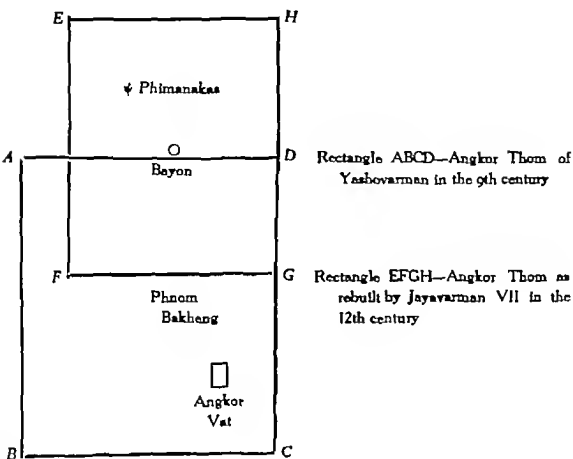 E H
Phimanakas
A D
Bayon
Rectangle ABCD—Angkor Thom of
Yashovarman in the 9th century
F G
Rectangle EFGH—Angkor Thom as
rebuilt by Jayavarman VII in the
12th century
Phnom
Bakheng
Angkor
Vat
B C